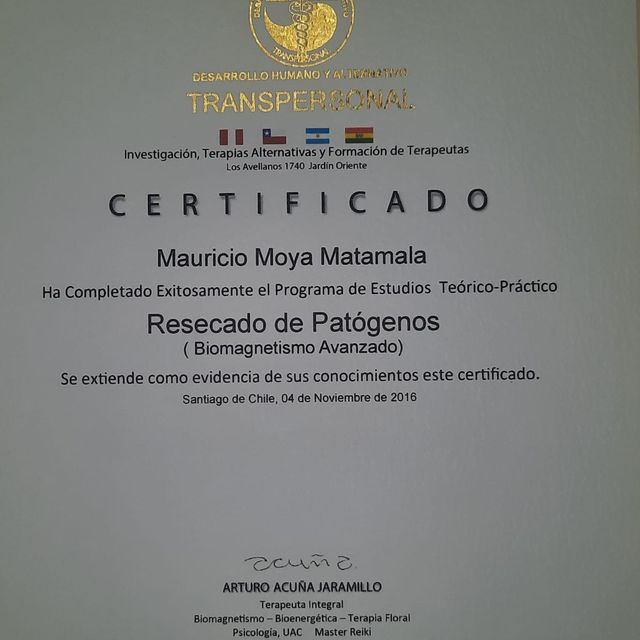 TRANSPERSONAL
DESARROLLO HUMANO Y ALTERNATIVO
TRANSPERSONAL
Investigación, Terapias Alternativas y Formación de Terapeutas
Los Avellanos 1740 Jardín Oriente
CERTIFICADO
Mauricio Moya Matamala
Ha Completado Exitosamente el Programa de Estudios Teórico-Práctico
Resecado de Patógenos
( Biomagnetismo Avanzado)
Se extiende como evidencia de sus conocimientos este certificado.
Santiago de Chile, 04 de Noviembre de 2016
acuña
ARTURO ACUÑA JARAMILLO
Terapeuta Integral
Biomagnetismo – Bioenergética – Terapia Floral
Psicología, UAC Master Reiki